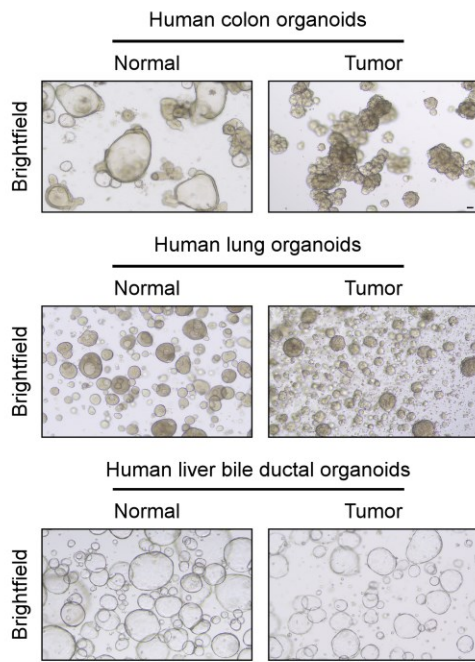 Human colon organoids
Normal Tumor
Brightfield
Human lung organoids
Normal Tumor
Brightfield
Human liver bile ductal organoids
Normal Tumor
Brightfield